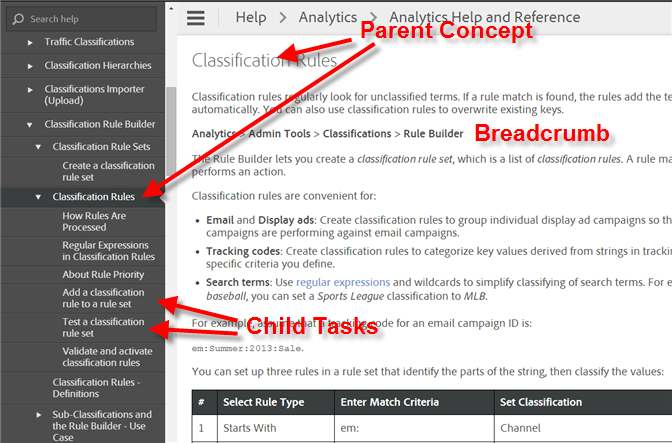 Search help
Traffic Classifications
Classification Hierarchies
Classifications Importer
(Upload)
Classification Rule Builder
Classification Rule Sets
Create a classification
rule set
Classification Rules
How Rules Are
Processed
Regular Expressions
in Classification Rules
About Rule Priority
Add a classification
rule to a rule set
Test a classification
rule set
Validate and activate
classification rules
Classification Rules -
Definitions
Sub-Classifications and
the Rule Builder - Use
Case
Help > Analytics > Analytics Help and Reference
Parent Concept
Classification Rules
Classification rules regularly look for unclassified terms. If a rule match is found, the rules add the te
automatically. You can also use classification rules to overwrite existing keys.
Analytics > Admin Tools > Classifications > Rule Builder
Breadcrumb
The Rule Builder lets you create a classification rule set, which is a list of classification rules. A rule ma
performs an action.
Classification rules are convenient for:
• Email and Display ads: Create classification rules to group individual display ad campaigns so th
campaigns are performing against email campaigns.
• Tracking codes: Create classification rules to categorize key values derived from strings in trackin
specific criteria you define.
• Search terms: Use regular expressions and wildcards to simplify classifying of search terms. For e
baseball, you can set a Sports League classification to MLB.
Child Tasks
For example, assume that a tracking code for an email campaign ID is:
em:Summer:2013:Sale.
You can set up three rules in a rule set that identify the parts of the string, then classify the values:
# Select Rule Type Enter Match Criteria Set Classification
1 Starts With em: Channel